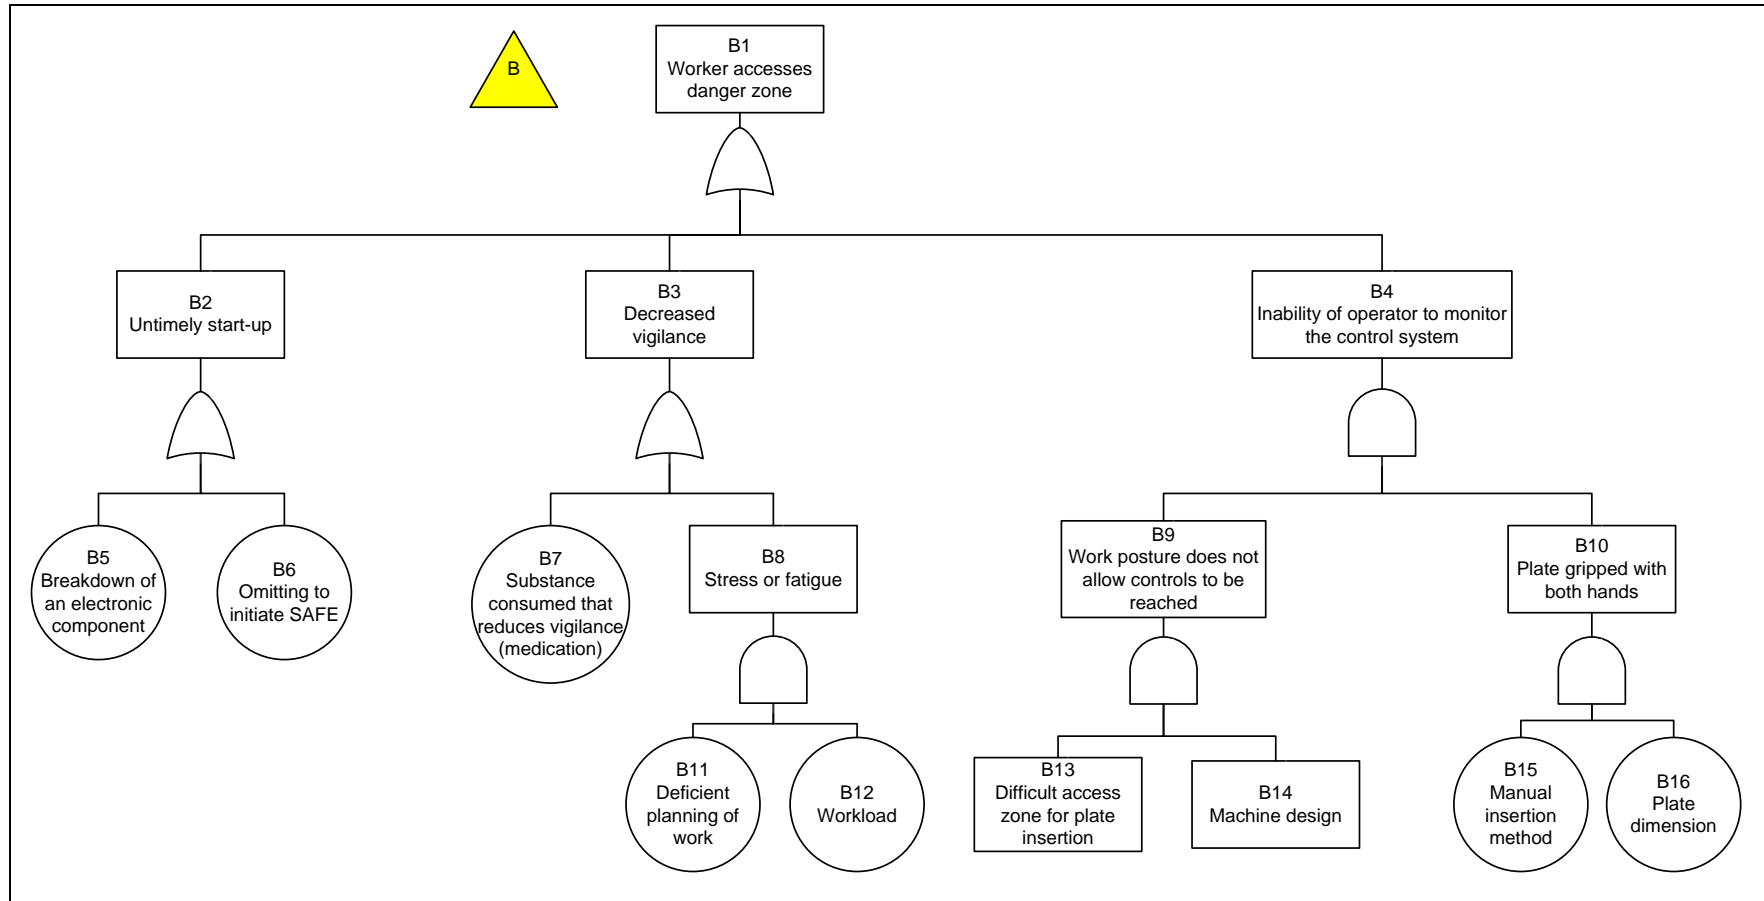 B
B1
Worker accesses
danger zone
B2
Untimely start-up
B3
Decreased
vigilance
B4
Inability of operator to monitor
the control system
B5
Breakdown of
an electronic
component
B6
Omitting to
initiate SAFE
B7
Substance
consumed that
reduces vigilance
(medication)
B8
Stress or fatigue
B9
Work posture does not
allow controls to be
reached
B10
Plate gripped with
both hands
B11
Deficient
planning of
work
B12
Workload
B13
Difficult access
zone for plate
insertion
B14
Machine design
B15
Manual
insertion
method
B16
Plate
dimension